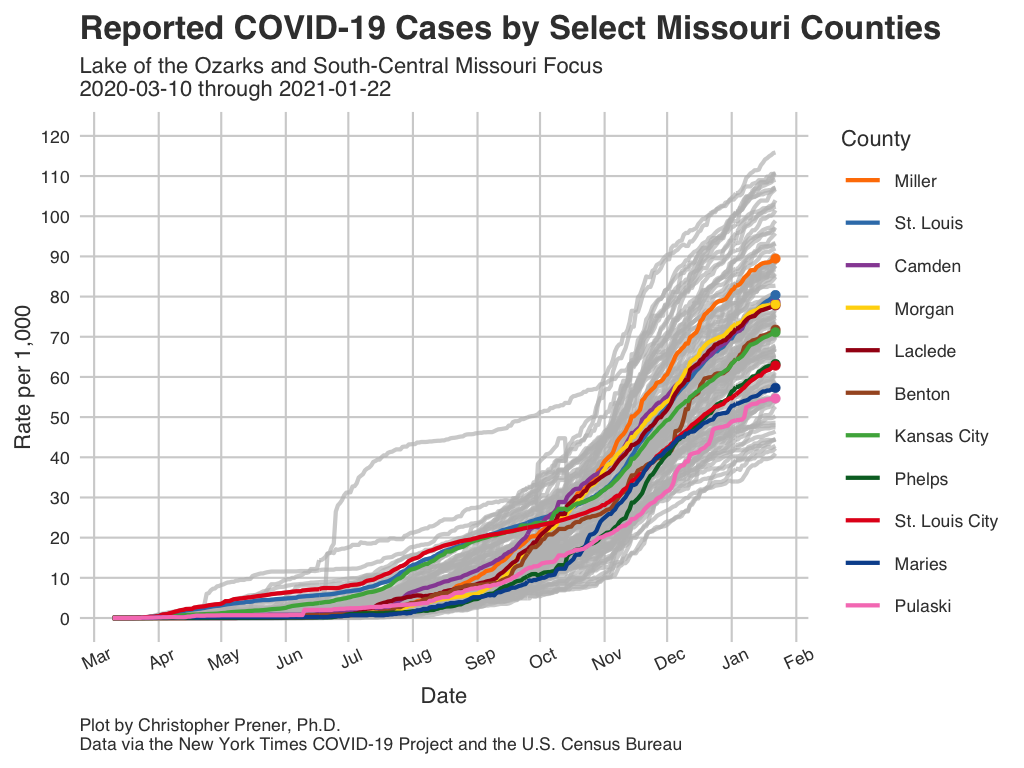 Reported COVID-19 Cases by Select Missouri Counties
Lake of the Ozarks and South-Central Missouri Focus
2020-03-10 through 2021-01-22
Rate per 1,000
120
110
100
90
80
70
60
50
40
30
20
10
0
Mar Apr May Jun Jul Aug Sep Oct Nov Dec Jan Feb
Date
County
Miller
St. Louis
Camden
Morgan
Laclede
Benton
Kansas City
Phelps
St. Louis City
Maries
Pulaski
Plot by Christopher Prener, Ph.D.
Data via the New York Times COVID-19 Project and the U.S. Census Bureau